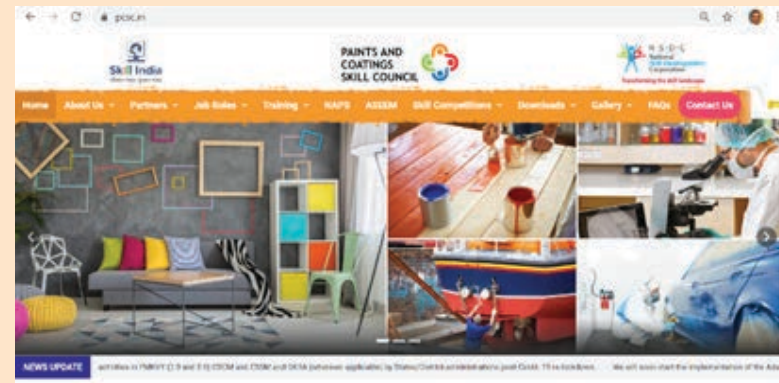 pcsc.in
Skill India
PAINTS AND
COATINGS
SKILL COUNCIL
N·S·D·C
National
Skill Development
Corporation
Transforming the skill landscape
Home About Us Partners Job Roles Training NAPS ASEEM Skill Competitions Downloads Gallery FAQs Contact Us
NEWS UPDATE activities in PMKVY (2.0 and 3.0) CSCM and CSSM and (wherever applicable) by States/District administrations post Covid 19 re-lockdown. We will soon start the implementation of the